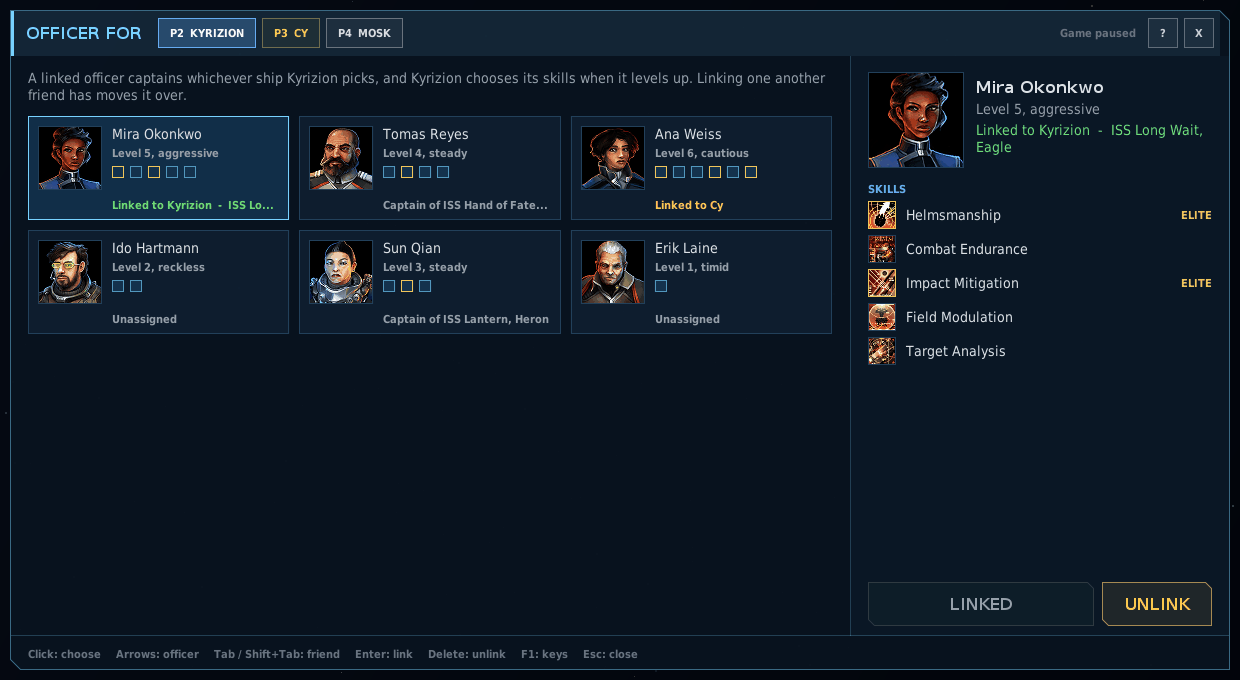 OFFICER FOR P2 KYRIZION P3 CY P4 MOSK Game paused ? X
A linked officer captains whichever ship Kyrizion picks, and Kyrizion chooses its skills when it levels up. Linking one another
friend has moves it over.
Mira Okonkwo
Level 5, aggressive
Linked to Kyrizion - ISS Lo...
Tomas Reyes
Level 4, steady
Captain of ISS Hand of Fate...
Ana Weiss
Level 6, cautious
Linked to Cy
Ido Hartmann
Level 2, reckless
Unassigned
Sun Qian
Level 3, steady
Captain of ISS Lantern, Heron
Erik Laine
Level 1, timid
Unassigned
Mira Okonkwo
Level 5, aggressive
Linked to Kyrizion - ISS Long Wait,
Eagle
SKILLS
Helmsmanship ELITE
Combat Endurance
Impact Mitigation ELITE
Field Modulation
Target Analysis
LINKED UNLINK
Click: choose Arrows: officer Tab / Shift+Tab: friend Enter: link Delete: unlink F1: keys Esc: close